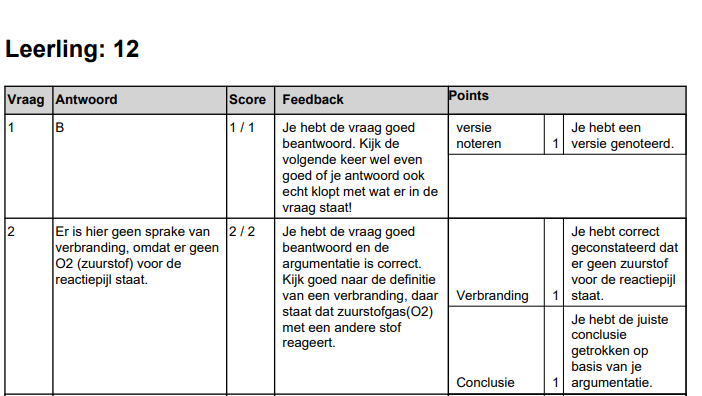 Leerling: 12
Vraag Antwoord Score Feedback Points
1 B 1 / 1 Je hebt de vraag goed
beantwoord. Kijk de
volgende keer wel even
goed of je antwoord ook
echt klopt met wat er in de
vraag staat!
versie
noteren 1 Je hebt een
versie genoteerd.
2 Er is hier geen sprake van
verbranding, omdat er geen
O2 (zuurstof) voor de
reactiepijl staat.
2 / 2 Je hebt de vraag goed
beantwoord en de
argumentatie is correct.
Kijk goed naar de definitie
van een verbranding, daar
staat dat zuurstofgas(O2)
met een andere stof
reageert.
Verbranding 1 Je hebt correct
geconstateerd dat
er geen zuurstof
voor de reactiepijl
staat.
Conclusie 1 Je hebt de juiste
conclusie
getrokken op
basis van je
argumentatie.